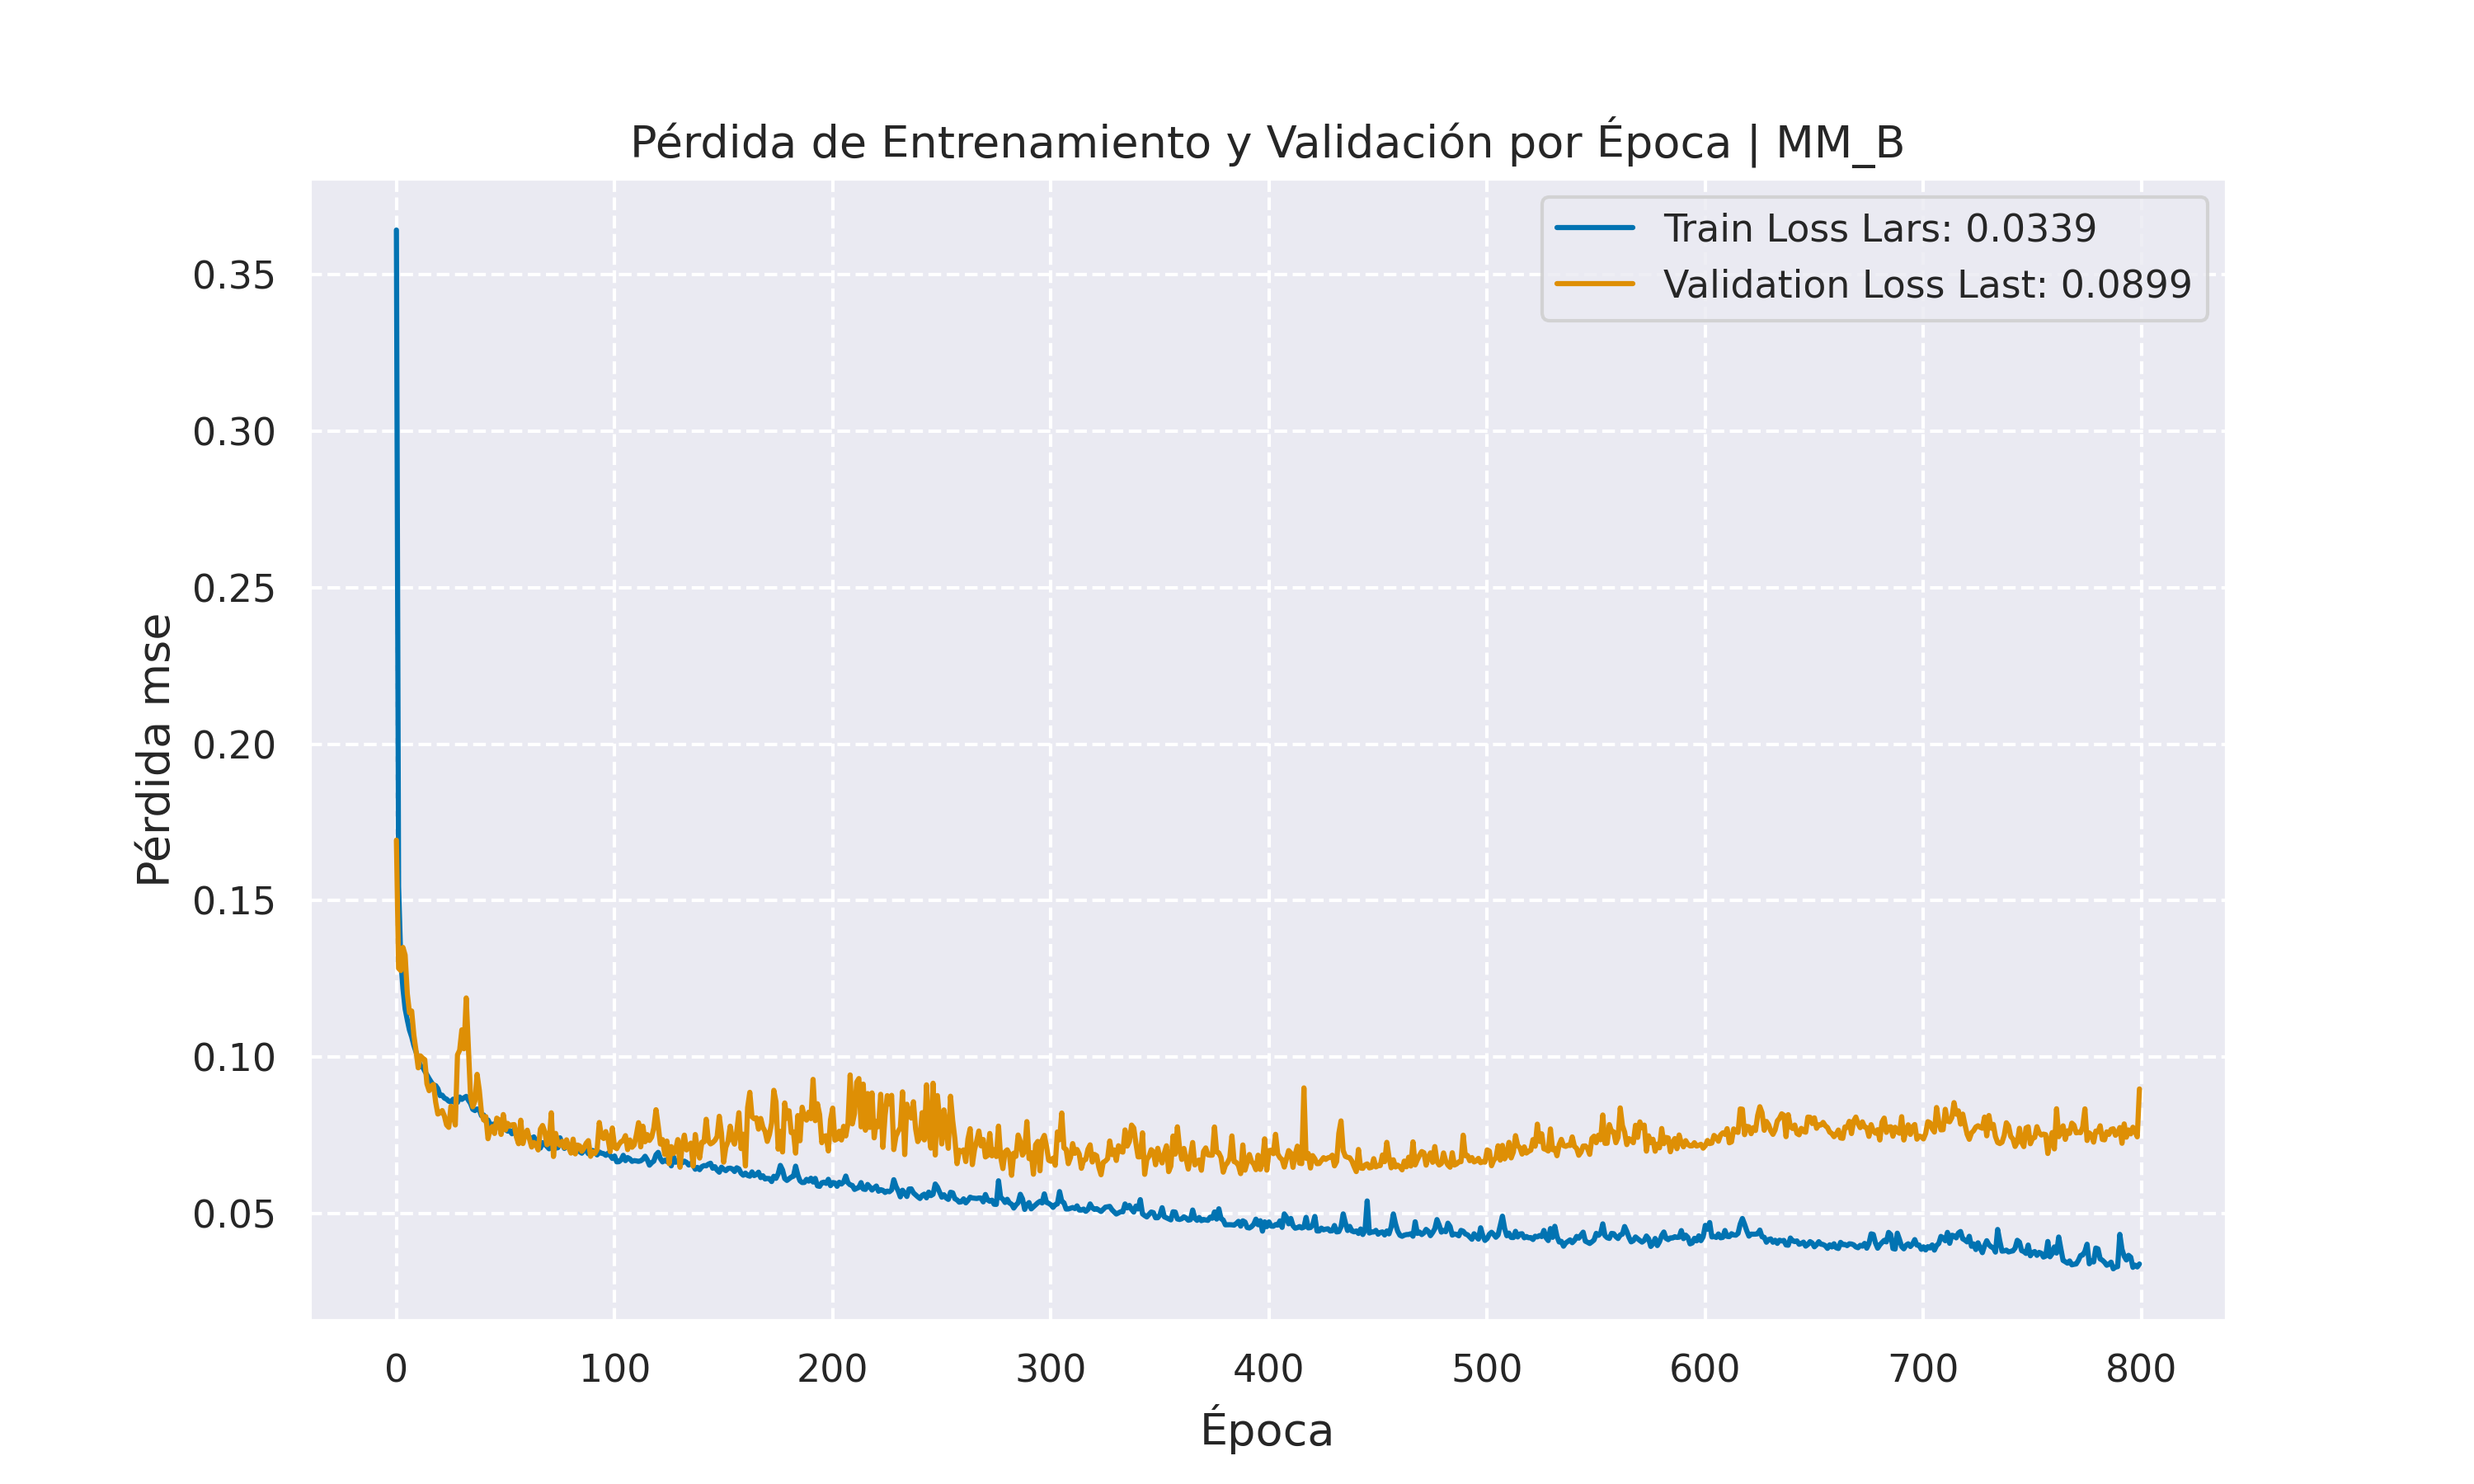 Pérdida de Entrenamiento y Validación por Época | MM_B
Train Loss Lars: 0.0339
Validation Loss Last: 0.0899
Pérdida mse
0.35
0.30
0.25
0.20
0.15
0.10
0.05
0 100 200 300 400 500 600 700 800
Época